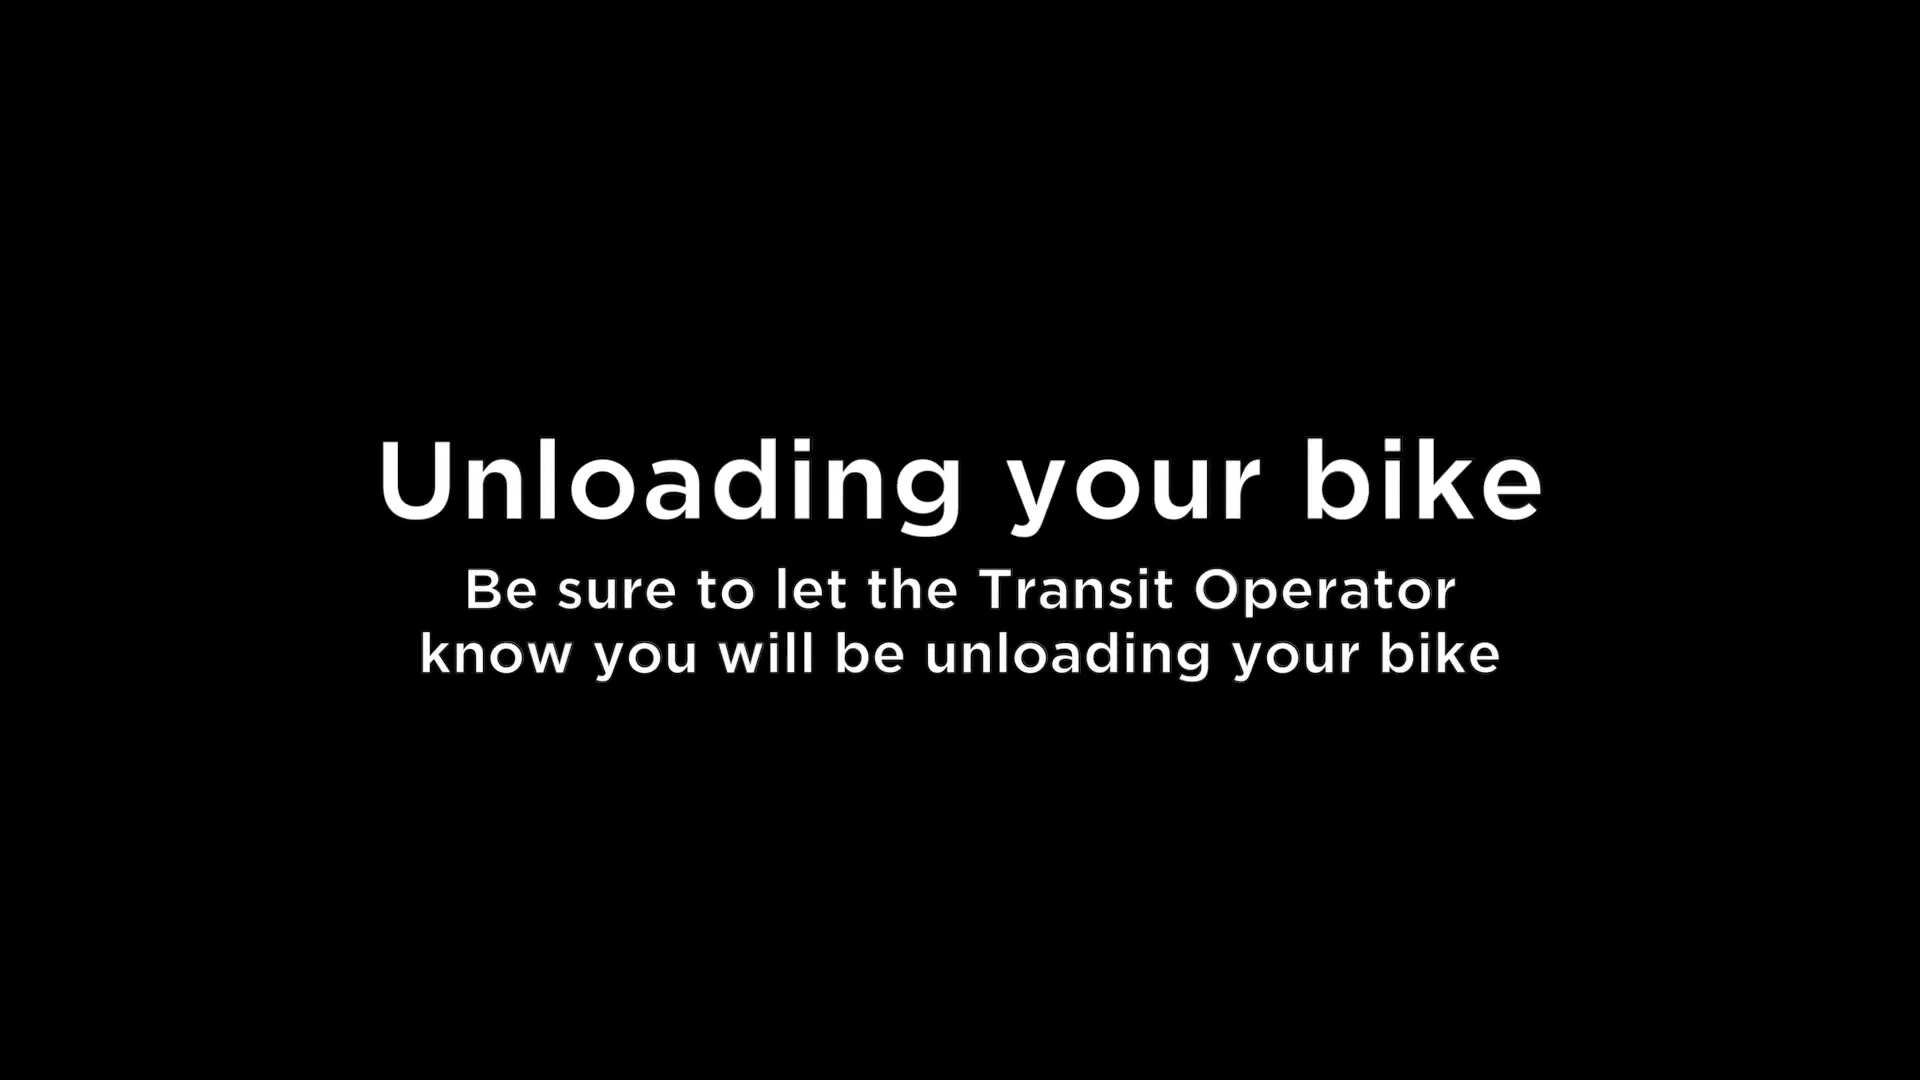 Unloading your bike
Be sure to let the Transit Operator
know you will be unloading your bike